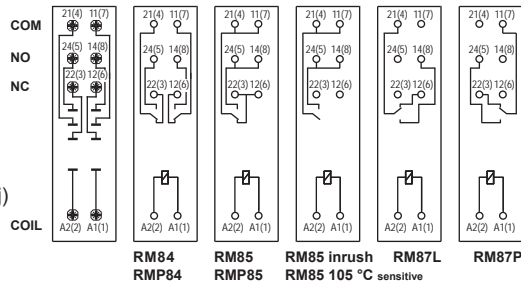 21(4) 11(7) 21(4) 11(7) 21(4) 11(7) 21(4) 11(7) 21(4) 11(7) 21(4) 11(7)
COM
24(5) 14(8) 24(5) 14(8) 24(5) 14(8) 24(5) 14(8) 24(5) 14(8) 24(5) 14(8)
NO
22(3) 12(6) 22(3) 12(6) 22(3) 12(6) 22(3) 12(6) 22(3) 12(6) 22(3) 12(6)
NC
COIL
A2(2) A1(1) A2(2) A1(1) A2(2) A1(1) A2(2) A1(1) A2(2) A1(1) A2(2) A1(1)
RM84 RM85 RM85 inrush RM87L RM87P
RMP84 RMP85 RM85 105 °C sensitive